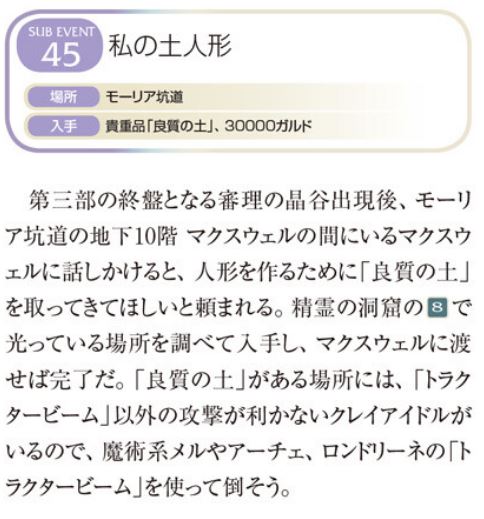 SUB EVENT
45
私の土人形
場所 モーリア坑道
入手 貴重品「良質の土」、30000ガルド
第三部の終盤となる審理の晶谷出現後、モーリ
ア坑道の地下10階 マクスウェルの間にいるマクスウ
ェルに話しかけると、人形を作るために「良質の土」
を取ってきてほしいと頼まれる。精霊の洞窟の8で
光っている場所を調べて入手し、マクスウェルに渡
せば完了だ。「良質の土」がある場所には、「トラク
タービーム」以外の攻撃が利かないクレイアイドルが
いるので、魔術系メルやアーチェ、ロンドリーネの「ト
ラクタービーム」を使って倒そう。